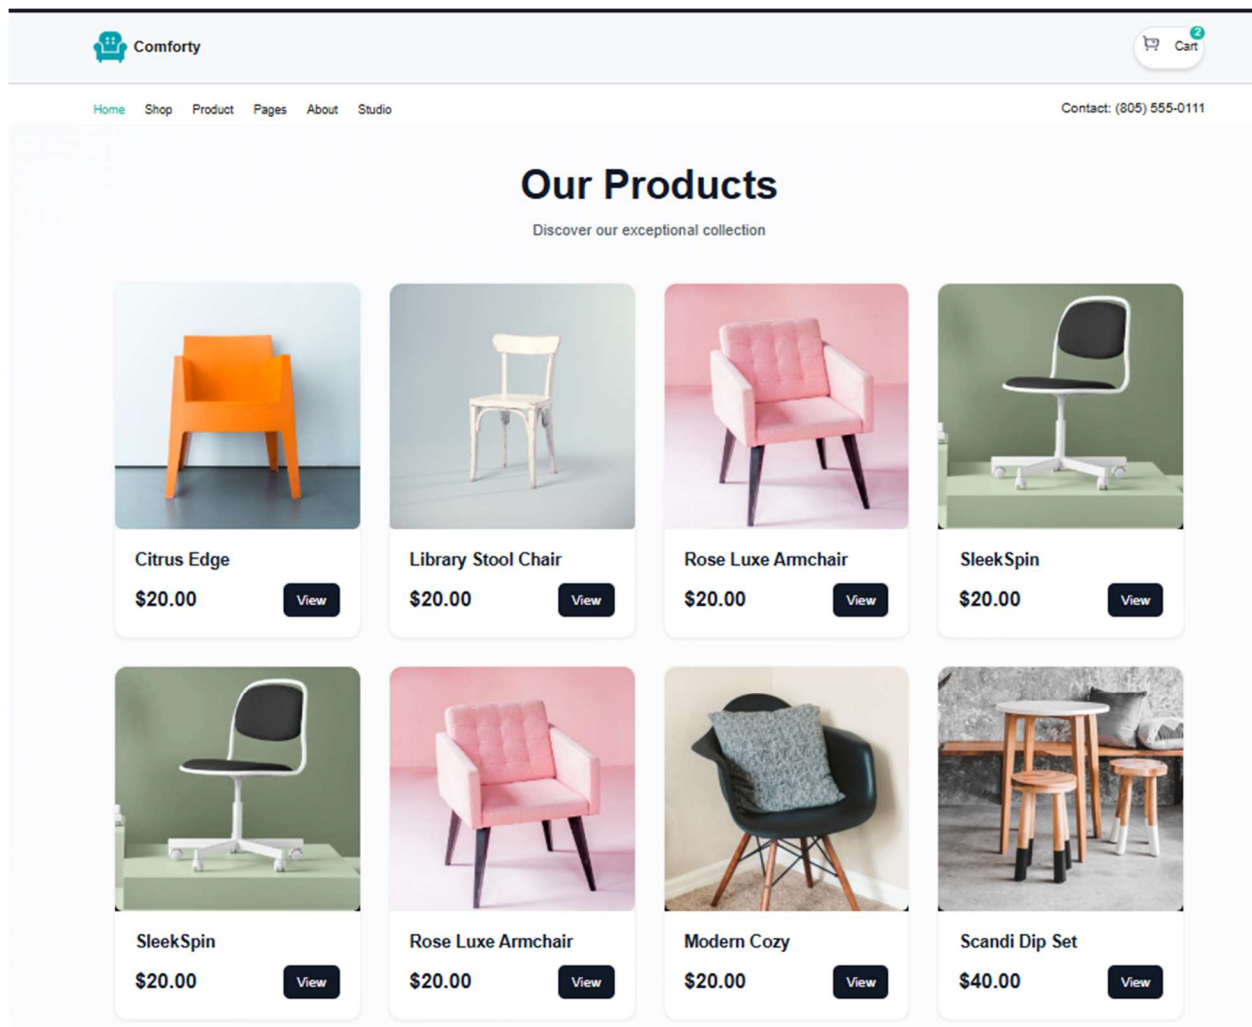 Comforty
2
Cart
Home Shop Product Pages About Studio
Contact: (805) 555-0111
Our Products
Discover our exceptional collection
Citrus Edge
$20.00 View
Library Stool Chair
$20.00 View
Rose Luxe Armchair
$20.00 View
SleekSpin
$20.00 View
SleekSpin
$20.00 View
Rose Luxe Armchair
$20.00 View
Modern Cozy
$20.00 View
Scandi Dip Set
$40.00 View